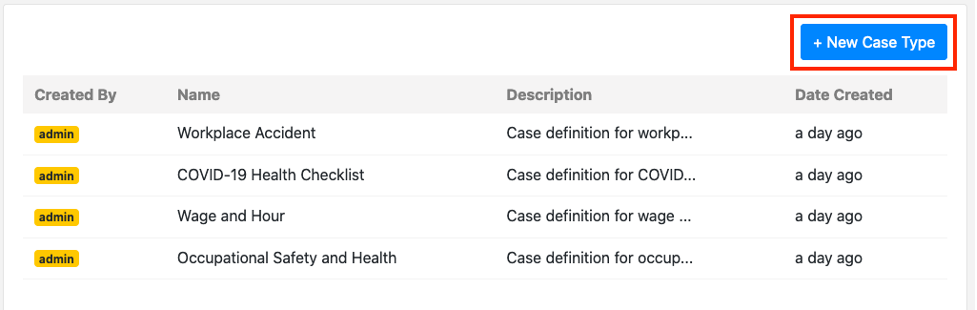 + New Case Type
Created By Name Description Date Created
admin Workplace Accident Case definition for workp... a day ago
admin COVID-19 Health Checklist Case definition for COVID... a day ago
admin Wage and Hour Case definition for wage ... a day ago
admin Occupational Safety and Health Case definition for occup... a day ago